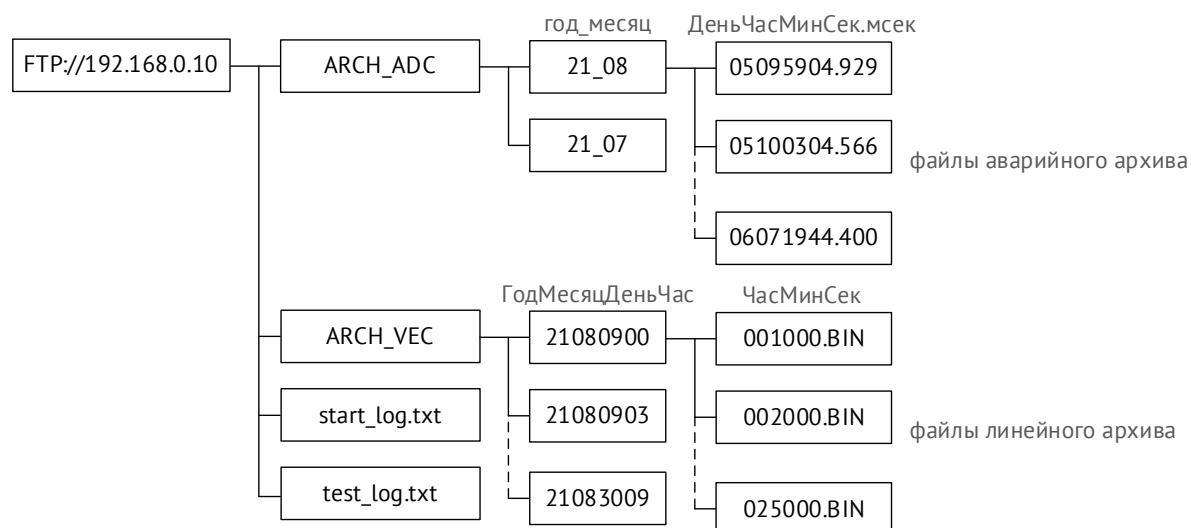 год_месяц
ДеньЧасМинСек.мсек
FTP://192.168.0.10
ARCH_ADC
21_08
05095904.929
21_07
05100304.566
файлы аварийного архива
06071944.400
ГодМесяцДеньЧас
ЧасМинСек
ARCH_VEC
21080900
001000.BIN
start_log.txt
21080903
002000.BIN
файлы линейного архива
test_log.txt
21083009
025000.BIN